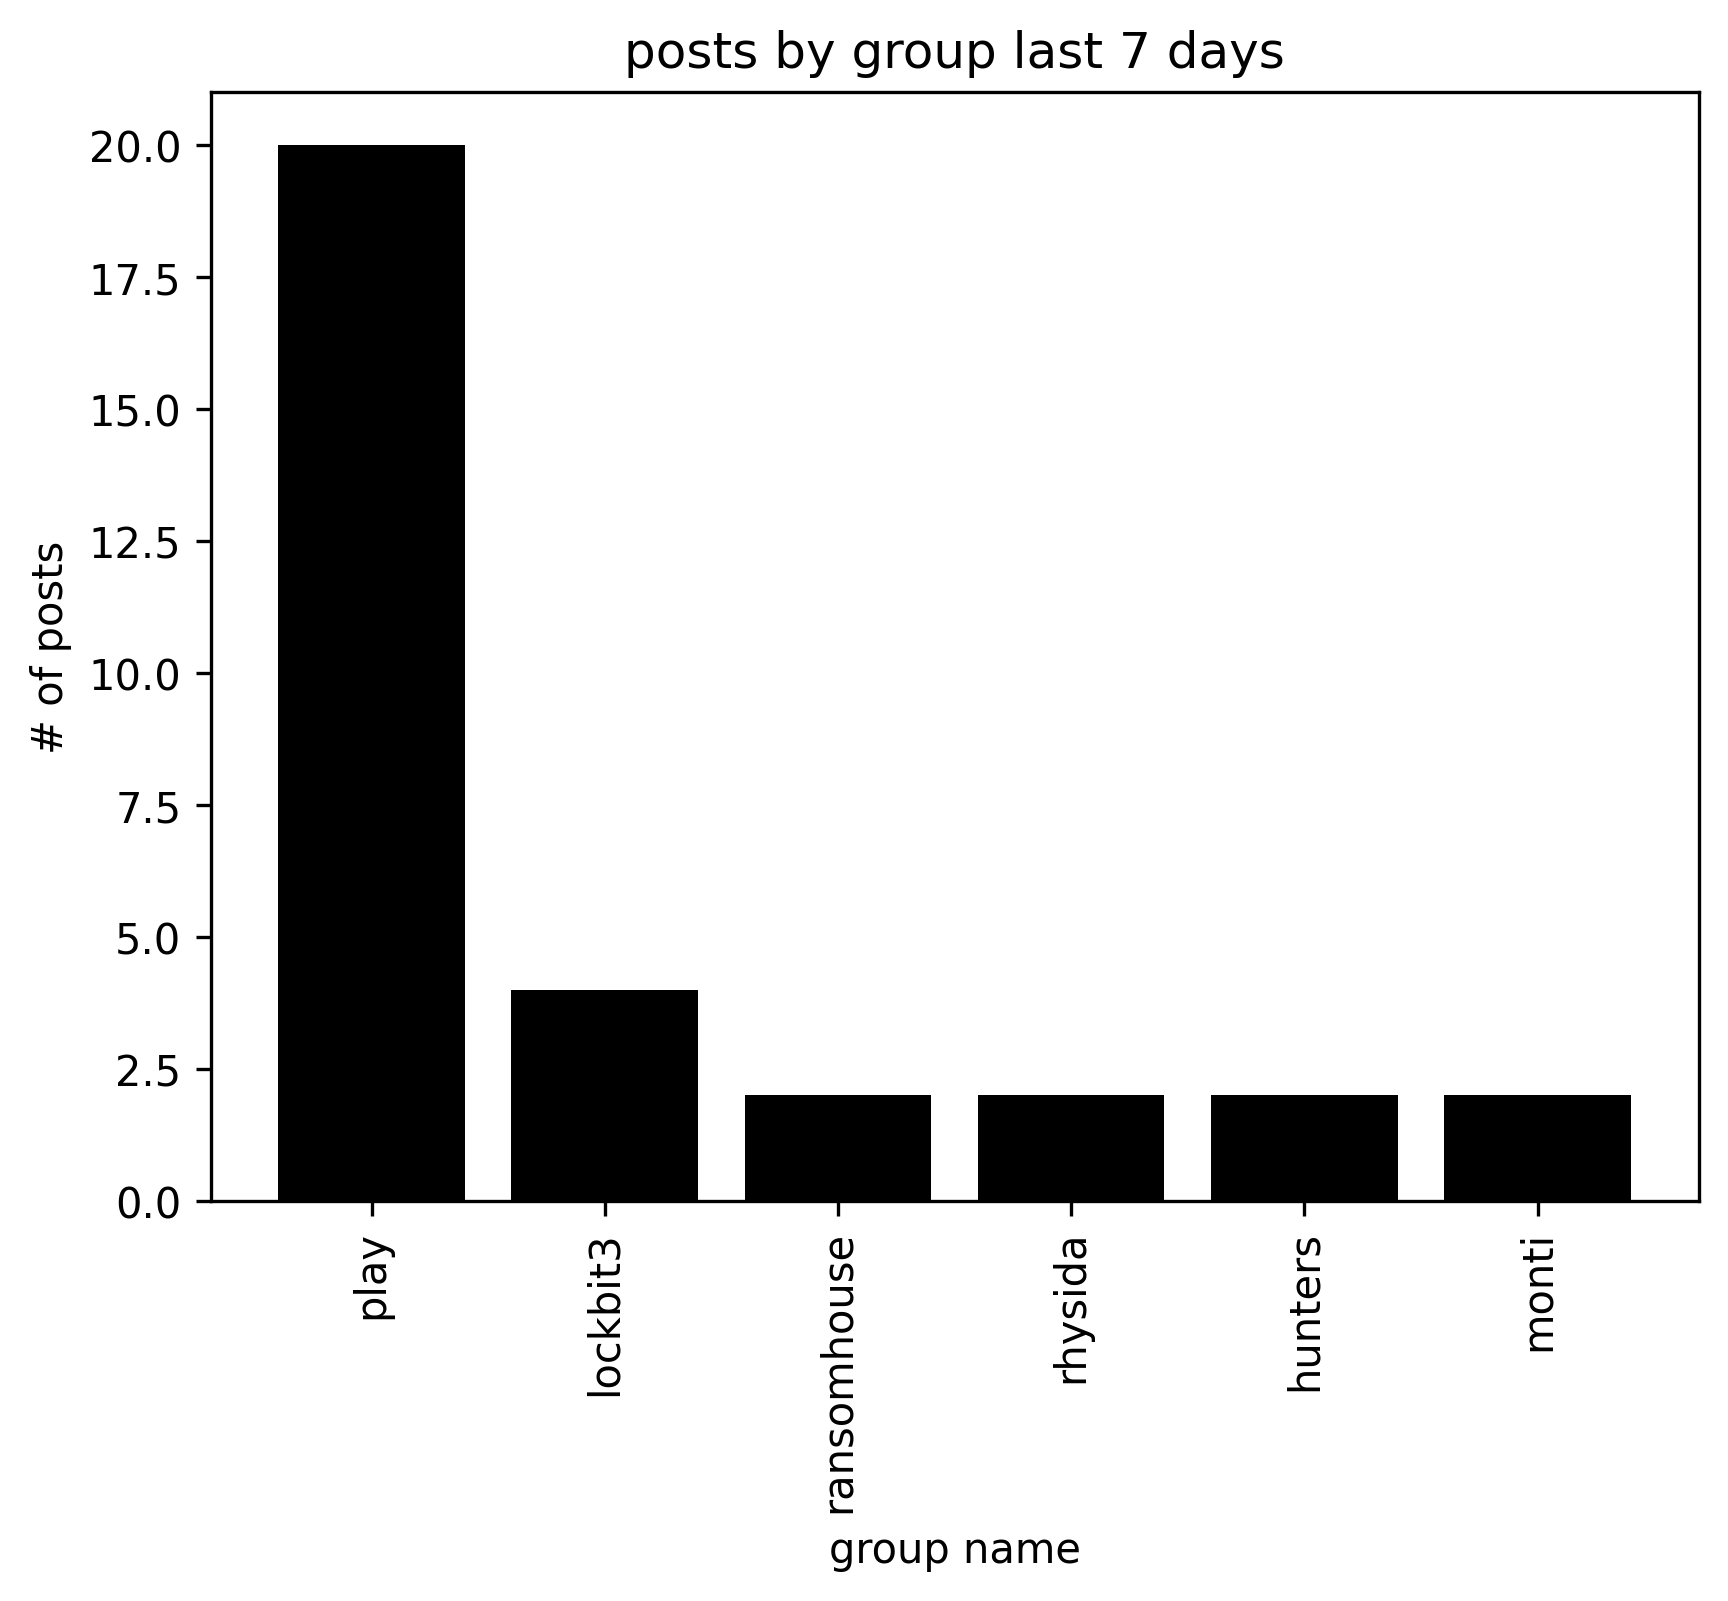 posts by group last 7 days
# of posts
20.0
17.5
15.0
12.5
10.0
7.5
5.0
2.5
0.0
play
lockbit3
ransomhouse
rhysida
hunters
monti
group name